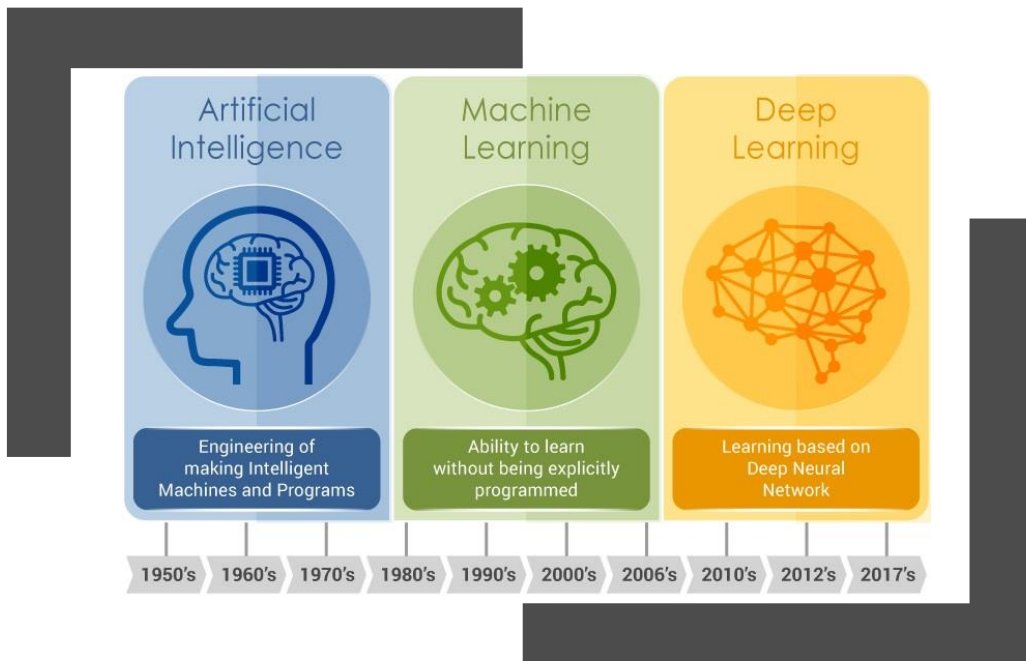 Artificial
Intelligence
Machine
Learning
Deep
Learning
Engineering of
making Intelligent
Machines and Programs
Ability to learn
without being explicitly
programmed
Learning based on
Deep Neural
Network
1950's 1960's 1970's 1980's 1990's 2000's 2006's 2010's 2012's 2017's